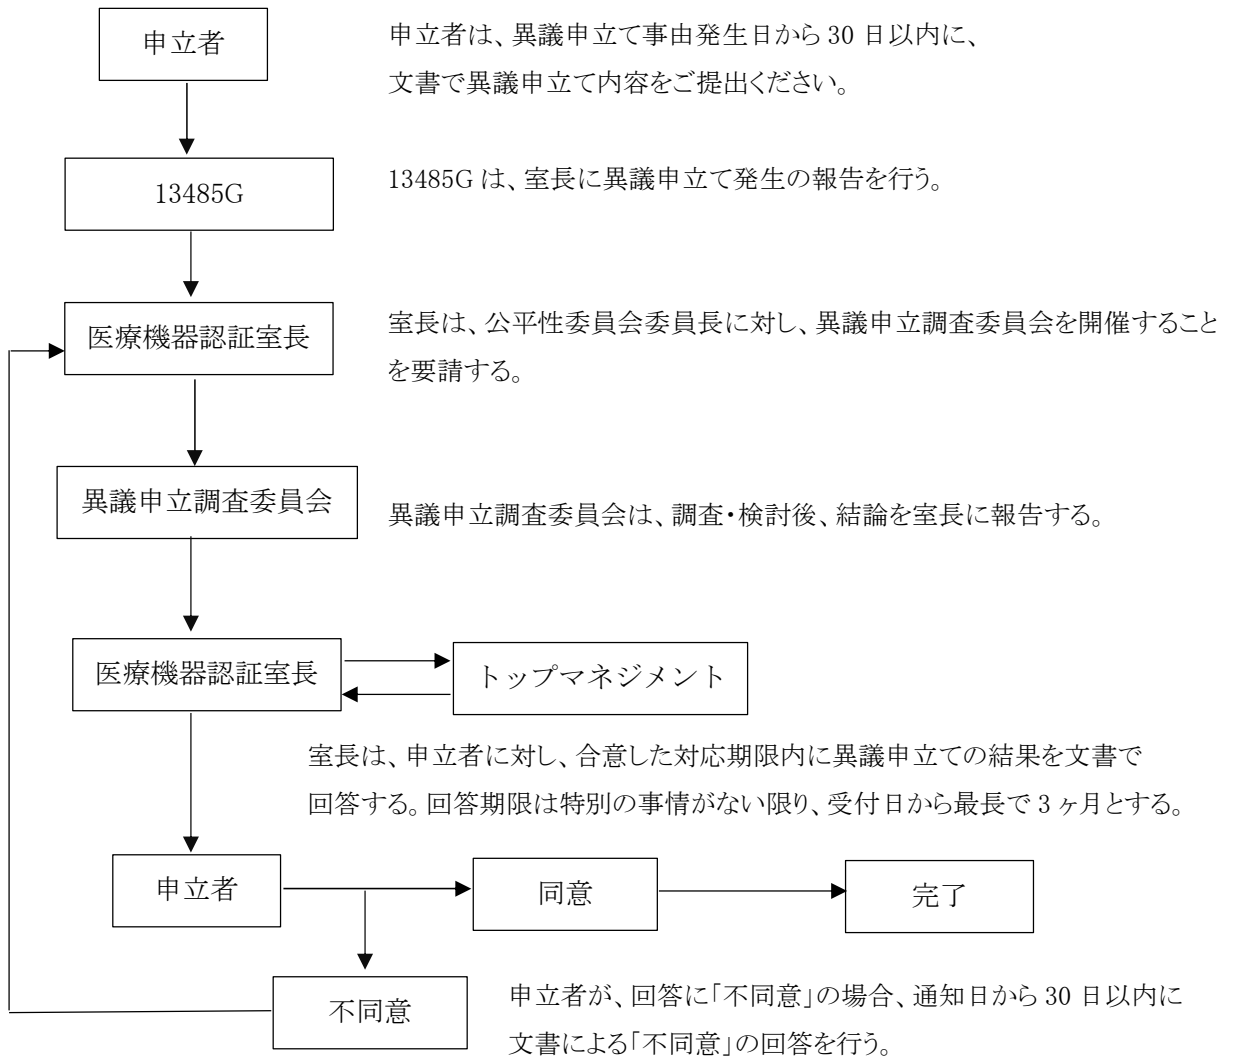 申立者
申立者は、異議申立て事由発生日から 30 日以内に、
文書で異議申立て内容をご提出ください。
13485G
13485G は、室長に異議申立て発生の報告を行う。
医療機器認証室長
室長は、公平性委員会委員長に対し、異議申立調査委員会を開催すること
を要請する。
異議申立調査委員会
異議申立調査委員会は、調査・検討後、結論を室長に報告する。
医療機器認証室長
トップマネジメント
室長は、申立者に対し、合意した対応期限内に異議申立ての結果を文書で
回答する。回答期限は特別の事情がない限り、受付日から最長で 3 ヶ月とする。
申立者
同意
完了
不同意
申立者が、回答に「不同意」の場合、通知日から 30 日以内に
文書による「不同意」の回答を行う。